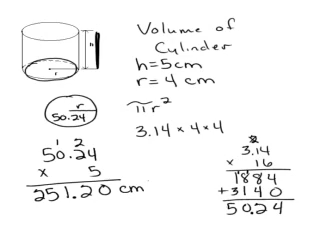 Volume of
Cylinder
h=5cm
r=4 cm
h
r
r
50.24
πr²
3.14 × 4 × 4
1 2
50.24
× 5
251.20 cm
2
3.14
× 16
1884
+3140
50.24